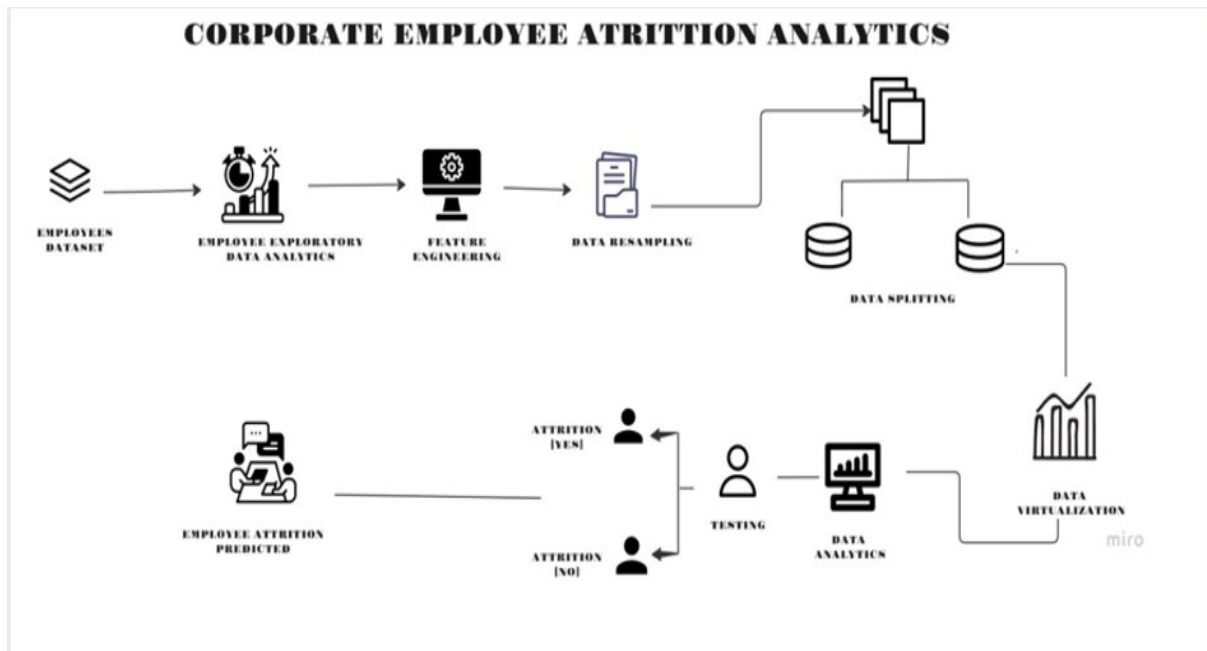 CORPORATE EMPLOYEE ATRITTION ANALYTICS
EMPLOYEES
DATASET
EMPLOYEE EXPLORATORY
DATA ANALYTICS
FEATURE
ENGINEERING
DATA RESAMPLING
DATA SPLITTING
DATA
VIRTUALIZATION
miro
DATA
ANALYTICS
TESTING
ATTRITION
[YES]
ATTRITION
[NO]
EMPLOYEE ATTRITION
PREDICTED